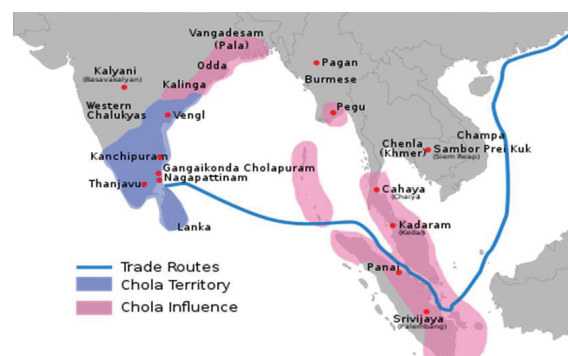 Vangadesam
(Pala)
Odda
Kalinga
Kalyani
(Basavakalyan)
Western
Chalukyas
Vengl
Pagan
Burmese
Pegu
Champa
Chenla
(Khmer)
Sambor Prei Kuk
(Siem Reap)
Kanchipuram
Gangaikonda Cholapuram
Nagapattinam
Thanjavur
Lanka
Cahaya
(Chaiya
Kadaram
(Kedah)
Panai
Srivijaya
(Palembang)
Trade Routes
Chola Territory
Chola Influence